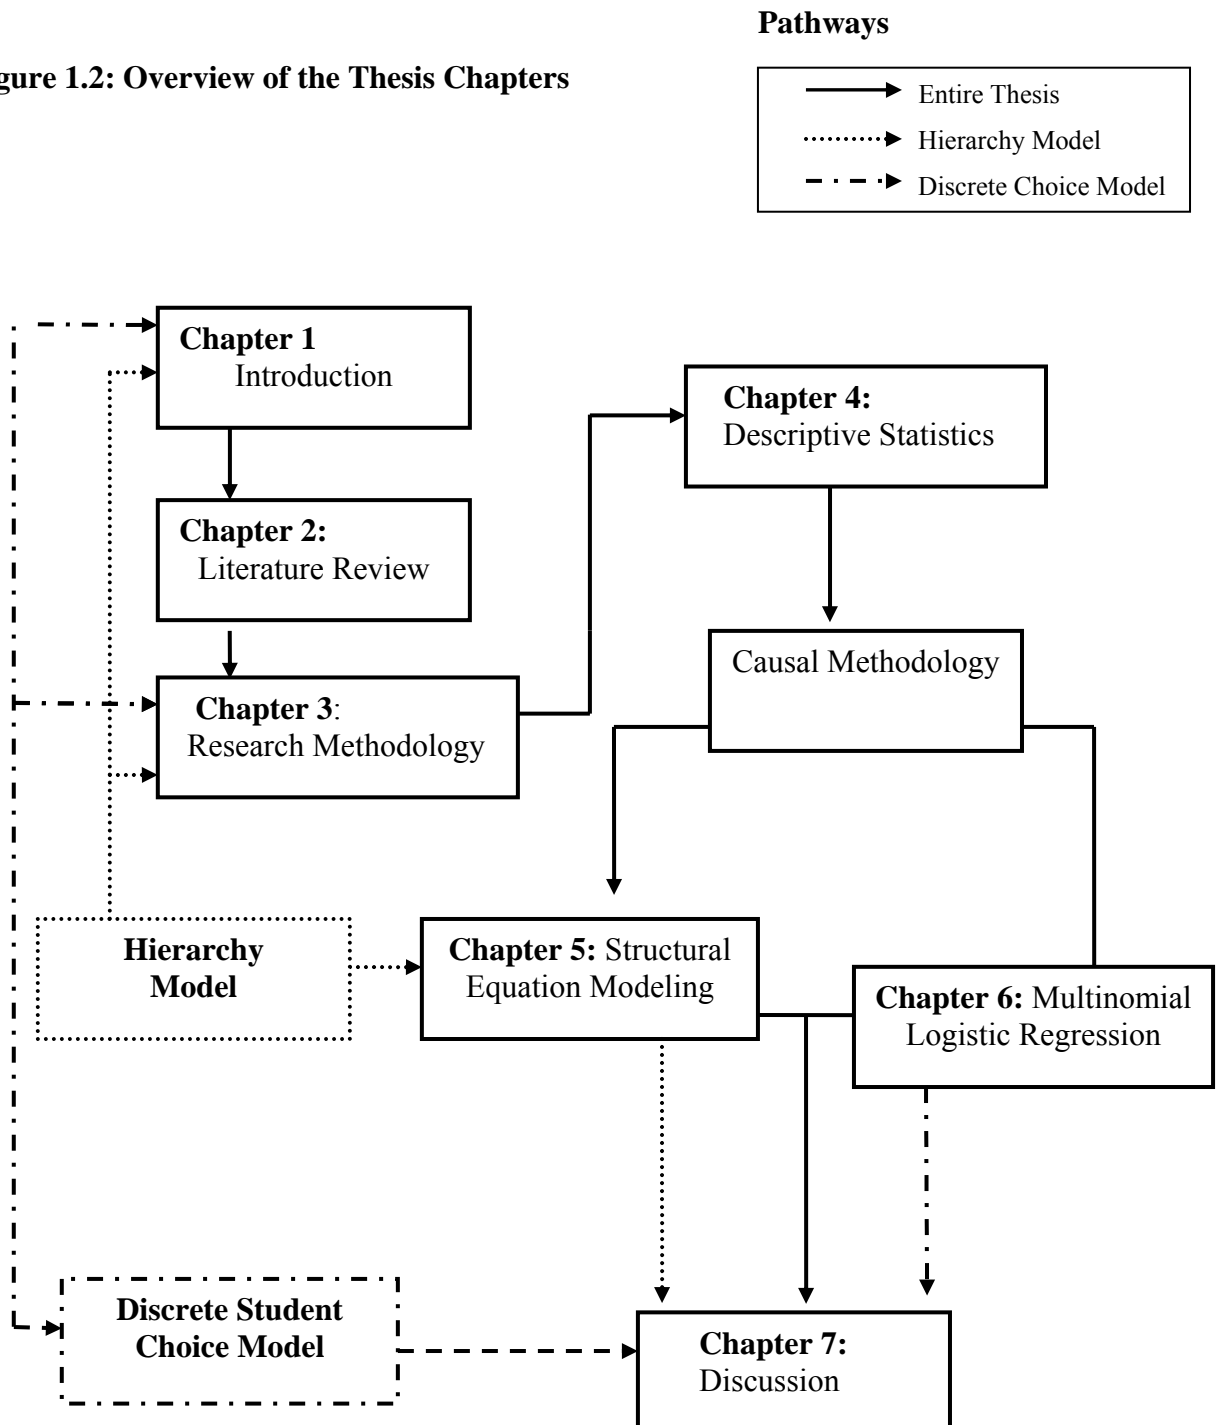 Pathways
gure 1.2: Overview of the Thesis Chapters
Entire Thesis
Hierarchy Model
Discrete Choice Model
Chapter 1
Introduction
Chapter 4:
Descriptive Statistics
Chapter 2:
Literature Review
Causal Methodology
Chapter 3:
Research Methodology
Hierarchy
Model
Chapter 5: Structural
Equation Modeling
Chapter 6: Multinomial
Logistic Regression
Discrete Student
Choice Model
Chapter 7:
Discussion